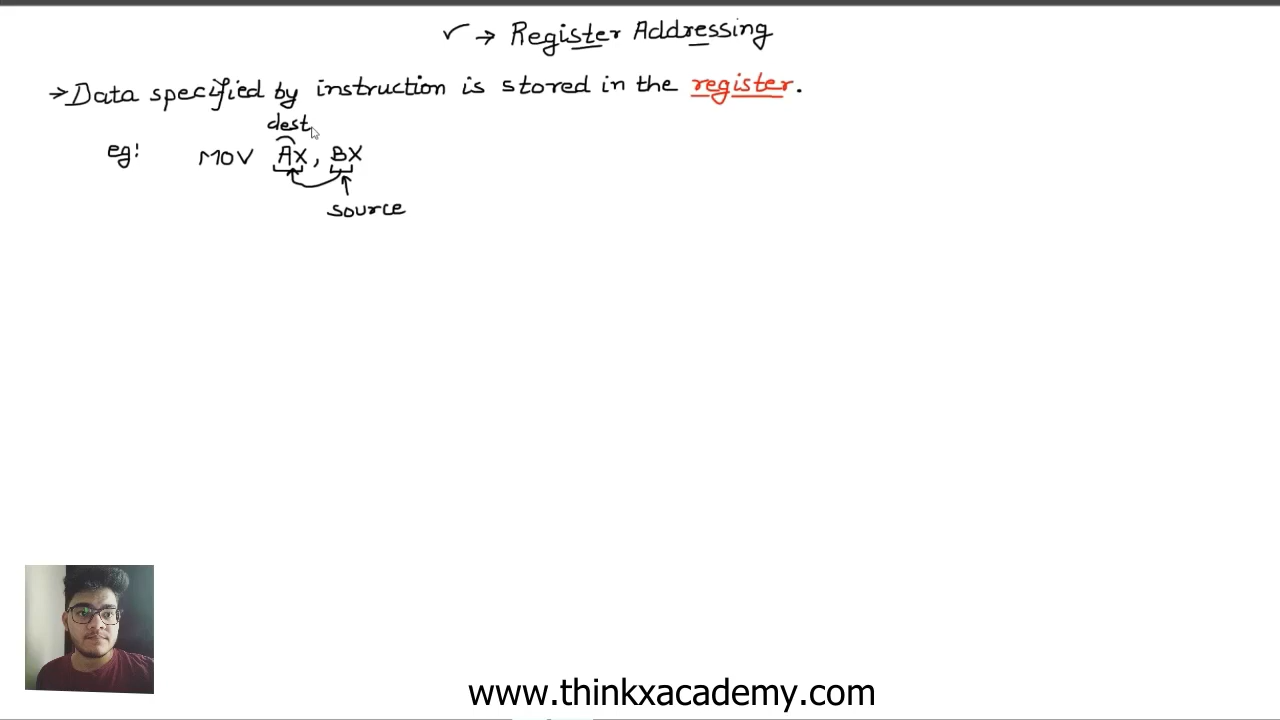 ✓ → Register Addressing
→ Data specified by instruction is stored in the register.
dest
eg: MOV AX, BX
source
www.thinkxacademy.com